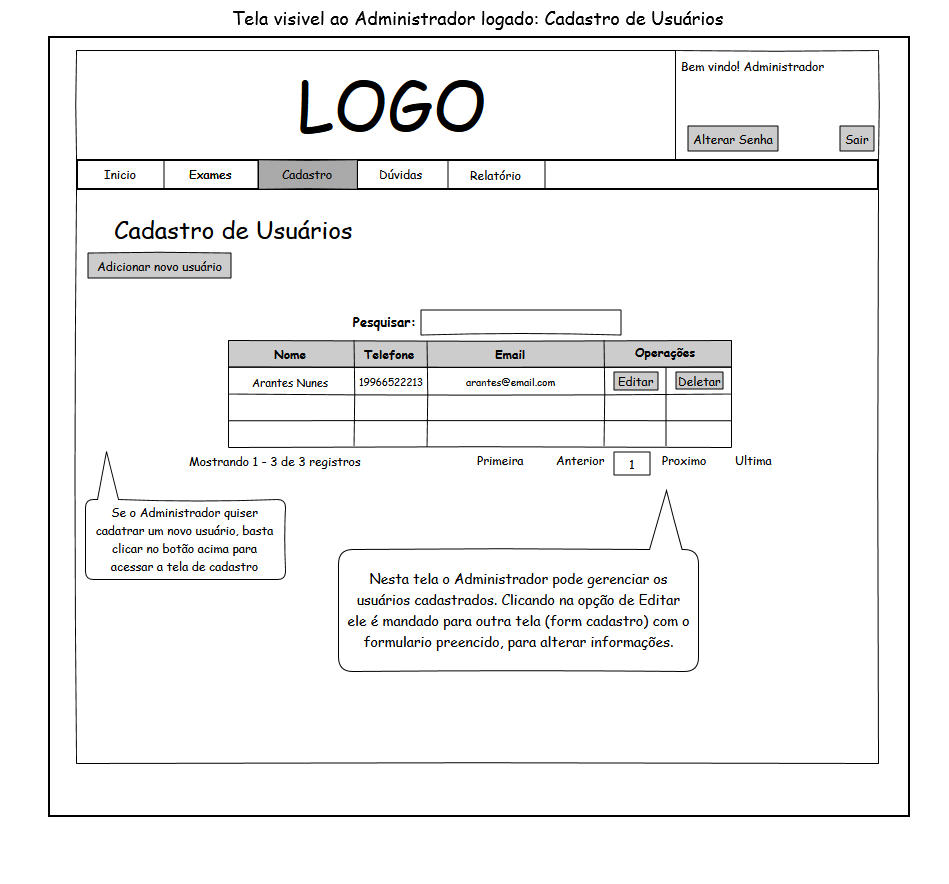 Tela visivel ao Administrador logado: Cadastro de Usuários
LOGO
Bem vindo! Administrador
Alterar Senha
Sair
Inicio
Exames
Cadastro
Dúvidas
Relatório
Cadastro de Usuários
Adicionar novo usuário
Pesquisar:
Nome Telefone Email Operações
Arantes Nunes 19966522213 arantes@email.com Editar Deletar
Mostrando 1 - 3 de 3 registros
Primeira Anterior 1 Proximo Ultima
Se o Administrador quiser
cadatrar um novo usuário, basta
clicar no botão acima para
acessar a tela de cadastro
Nesta tela o Administrador pode gerenciar os
usuários cadastrados. Clicando na opção de Editar
ele é mandado para outra tela (form cadastro) com o
formulario preencido, para alterar informações.